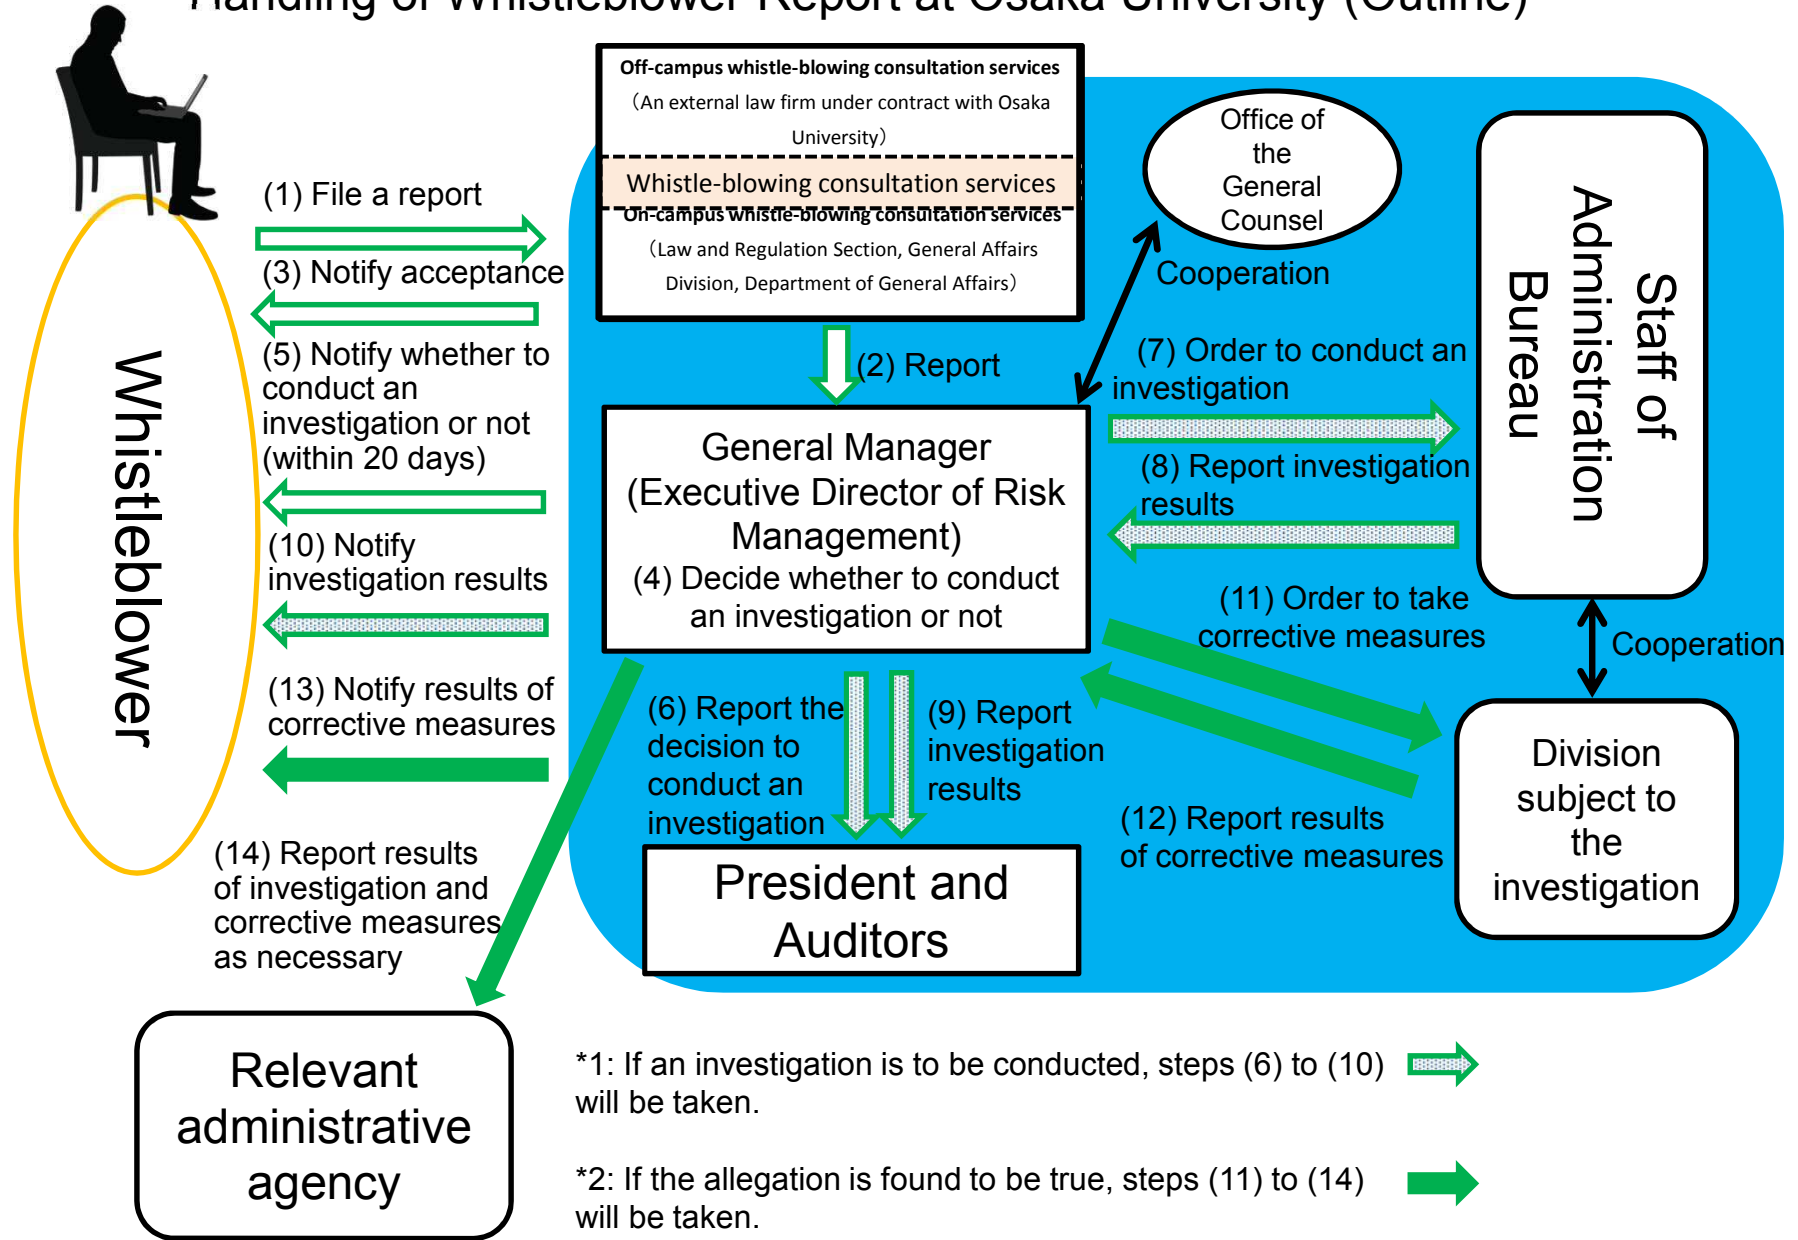 Handling of Whistleblower Report at Osaka University (Outline)
Off-campus whistle-blowing consultation services
（An external law firm under contract with Osaka
University）
Whistle-blowing consultation services
On-campus whistle-blowing consultation services
（Law and Regulation Section, General Affairs
Division, Department of General Affairs）
Office of
the
General
Counsel
Cooperation
Staff of
Administration
Bureau
Whistleblower
(1) File a report
(3) Notify acceptance
(5) Notify whether to
conduct an
investigation or not
(within 20 days)
(10) Notify
investigation results
(13) Notify results of
corrective measures
(14) Report results
of investigation and
corrective measures
as necessary
(2) Report
General Manager
(Executive Director of Risk
Management)
(4) Decide whether to conduct
an investigation or not
(7) Order to conduct an
investigation
(8) Report investigation
results
(11) Order to take
corrective measures
Cooperation
(6) Report the
decision to
conduct an
investigation
(9) Report
investigation
results
(12) Report results
of corrective measures
Division
subject to
the
investigation
President and
Auditors
Relevant
administrative
agency
*1: If an investigation is to be conducted, steps (6) to (10)
will be taken.
*2: If the allegation is found to be true, steps (11) to (14)
will be taken.